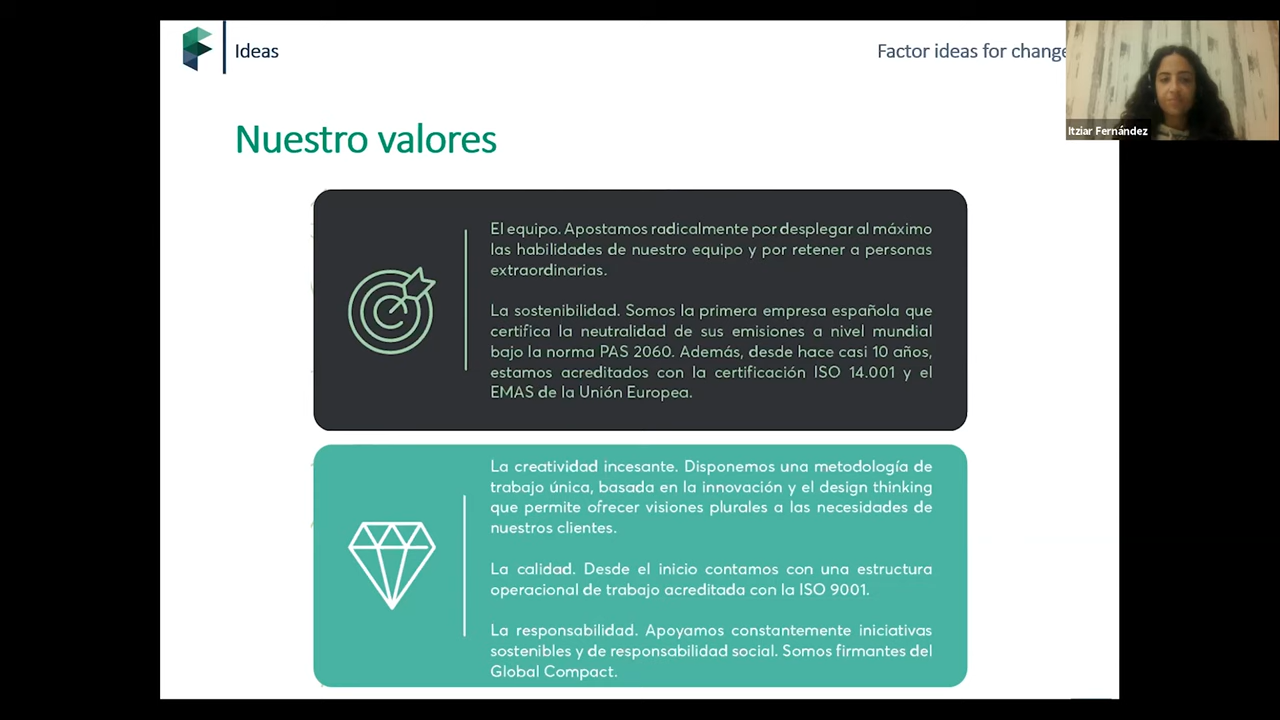 Ideas
Factor ideas for change
Itziar Fernández
Nuestro valores
El equipo. Apostamos radicalmente por desplegar al máximo
las habilidades de nuestro equipo y por retener a personas
extraordinarias.
La sostenibilidad. Somos la primera empresa española que
certifica la neutralidad de sus emisiones a nivel mundial
bajo la norma PAS 2060. Además, desde hace casi 10 años,
estamos acreditados con la certificación ISO 14.001 y el
EMAS de la Unión Europea.
La creatividad incesante. Disponemos una metodología de
trabajo única, basada en la innovación y el design thinking
que permite ofrecer visiones plurales a las necesidades de
nuestros clientes.
La calidad. Desde el inicio contamos con una estructura
operacional de trabajo acreditada con la ISO 9001.
La responsabilidad. Apoyamos constantemente iniciativas
sostenibles y de responsabilidad social. Somos firmantes del
Global Compact.